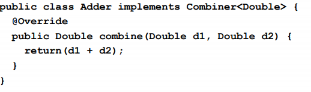 public class Adder implements Combiner<Double> {
  @Override
  public Double combine(Double d1, Double d2) {
    return(d1 + d2);
  }
}